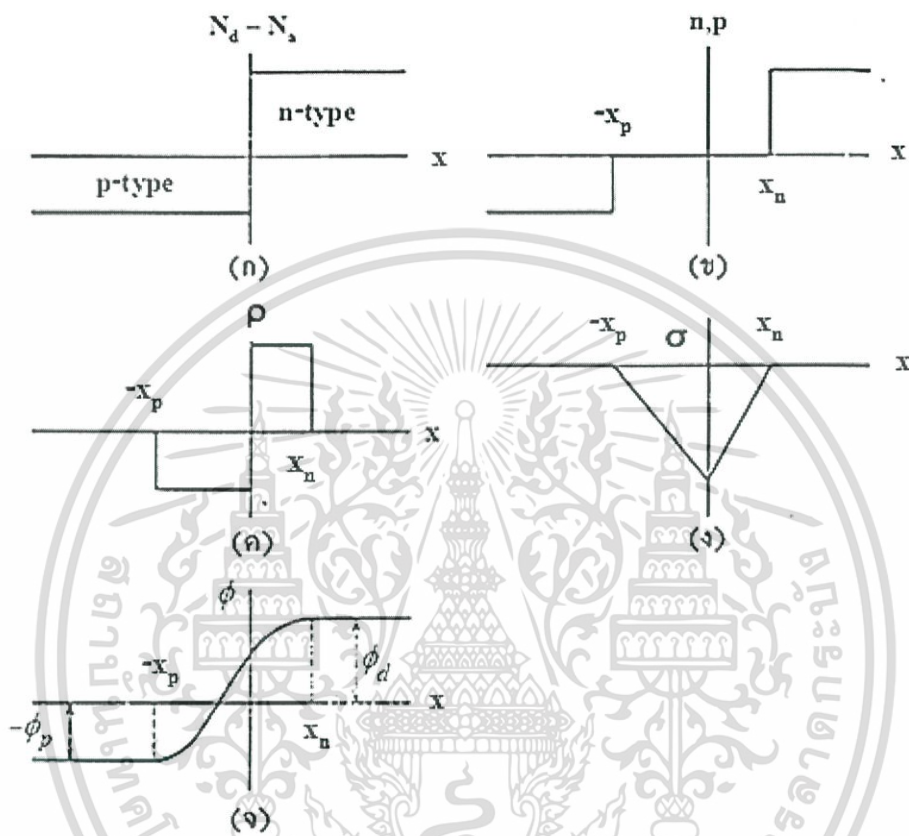 N_d – N_a
n-type
x
p-type
(ก)
n,p
-x_p
x
x_n
(ข)
ρ
-x_p
x
x_n
(ค)
-x_p
σ
x_n
x
(ง)
ϕ
-x_p
ϕ_d
x
-ϕ_p
x_n
(จ)